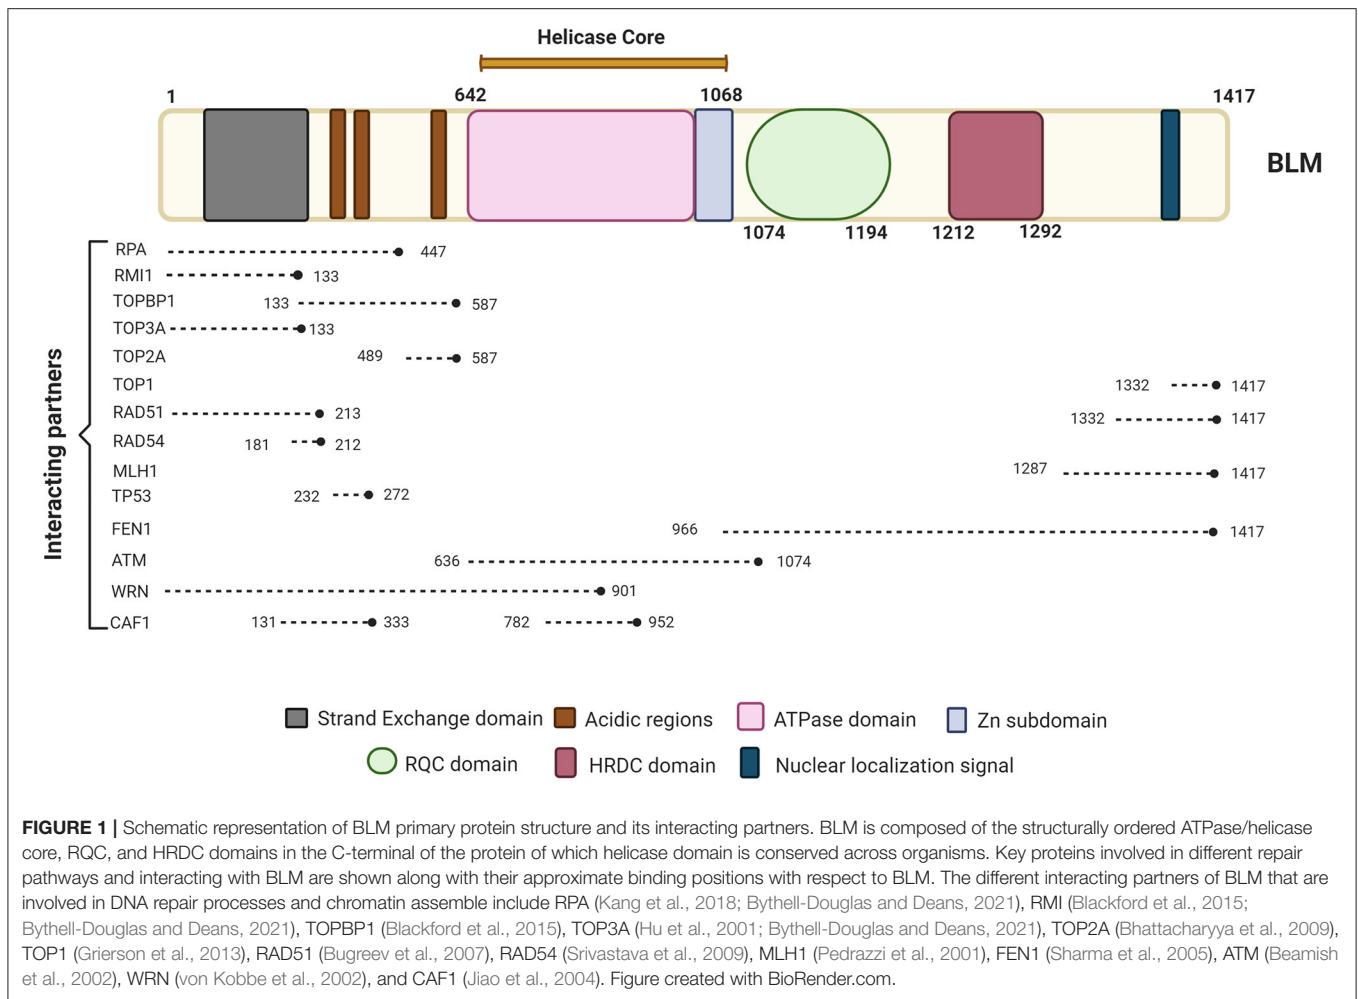 Helicase Core
1 642 1068 1417
BLM
1074 1194 1212 1292
Interacting partners
RPA 447
RMI1 133
TOPBP1 133 587
TOP3A 133
TOP2A 489 587
TOP1 1332 1417
RAD51 213 1332 1417
RAD54 181 212
MLH1 1287 1417
TP53 232 272
FEN1 966 1417
ATM 636 1074
WRN 901
CAF1 131 333 782 952
Strand Exchange domain Acidic regions ATPase domain Zn subdomain
RQC domain HRDC domain Nuclear localization signal
FIGURE 1 | Schematic representation of BLM primary protein structure and its interacting partners. BLM is composed of the structurally ordered ATPase/helicase
core, RQC, and HRDC domains in the C-terminal of the protein of which helicase domain is conserved across organisms. Key proteins involved in different repair
pathways and interacting with BLM are shown along with their approximate binding positions with respect to BLM. The different interacting partners of BLM that are
involved in DNA repair processes and chromatin assemble include RPA (Kang et al., 2018; Bythell-Douglas and Deans, 2021), RMI (Blackford et al., 2015;
Bythell-Douglas and Deans, 2021), TOPBP1 (Blackford et al., 2015), TOP3A (Hu et al., 2001; Bythell-Douglas and Deans, 2021), TOP2A (Bhattacharyya et al., 2009),
TOP1 (Grierson et al., 2013), RAD51 (Bugreev et al., 2007), RAD54 (Srivastava et al., 2009), MLH1 (Pedrazzi et al., 2001), FEN1 (Sharma et al., 2005), ATM (Beamish
et al., 2002), WRN (von Kobbe et al., 2002), and CAF1 (Jiao et al., 2004). Figure created with BioRender.com.